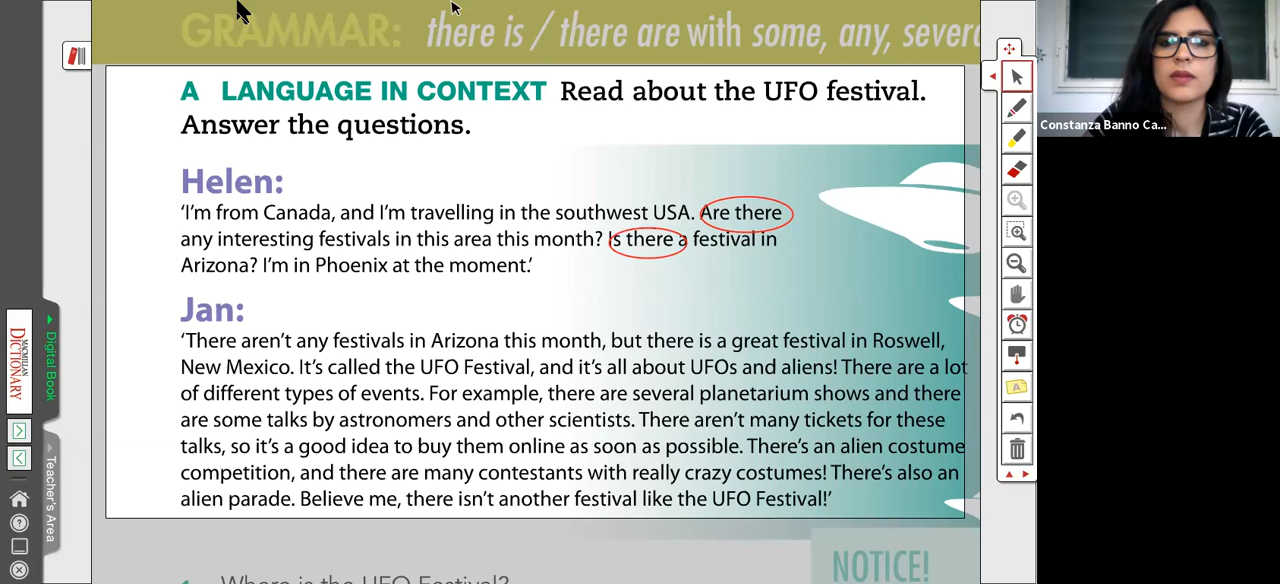 GRAMMAR: there is / there are with some, any, severa
A LANGUAGE IN CONTEXT Read about the UFO festival.
Answer the questions.
Helen:
‘I’m from Canada, and I’m travelling in the southwest USA. Are there
any interesting festivals in this area this month? Is there a festival in
Arizona? I’m in Phoenix at the moment.’
Jan:
‘There aren’t any festivals in Arizona this month, but there is a great festival in Roswell,
New Mexico. It’s called the UFO Festival, and it’s all about UFOs and aliens! There are a lot
of different types of events. For example, there are several planetarium shows and there
are some talks by astronomers and other scientists. There aren’t many tickets for these
talks, so it’s a good idea to buy them online as soon as possible. There’s an alien costume
competition, and there are many contestants with really crazy costumes! There’s also an
alien parade. Believe me, there isn’t another festival like the UFO Festival!’
1 Where is the UFO Festival?
NOTICE!
Constanza Banno Ca...
MACMILLAN
DICTIONARY
Digital Book
Teacher's Area
A